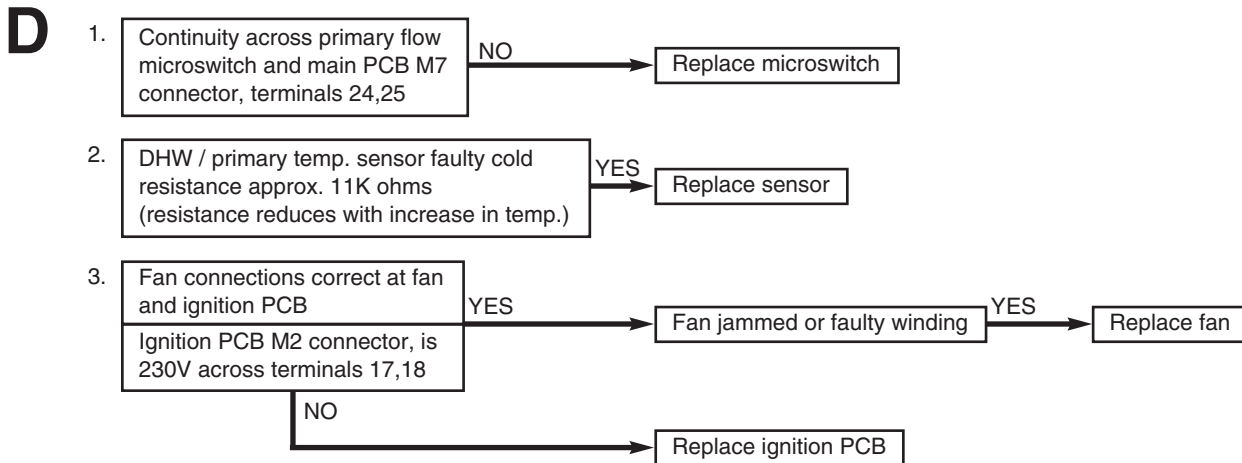 D
1.
Continuity across primary flow
microswitch and main PCB M7
connector, terminals 24,25
NO
Replace microswitch
2.
DHW / primary temp. sensor faulty cold
resistance approx. 11K ohms
(resistance reduces with increase in temp.)
YES
Replace sensor
3.
Fan connections correct at fan
and ignition PCB
Ignition PCB M2 connector, is
230V across terminals 17,18
YES
Fan jammed or faulty winding
YES
Replace fan
NO
Replace ignition PCB